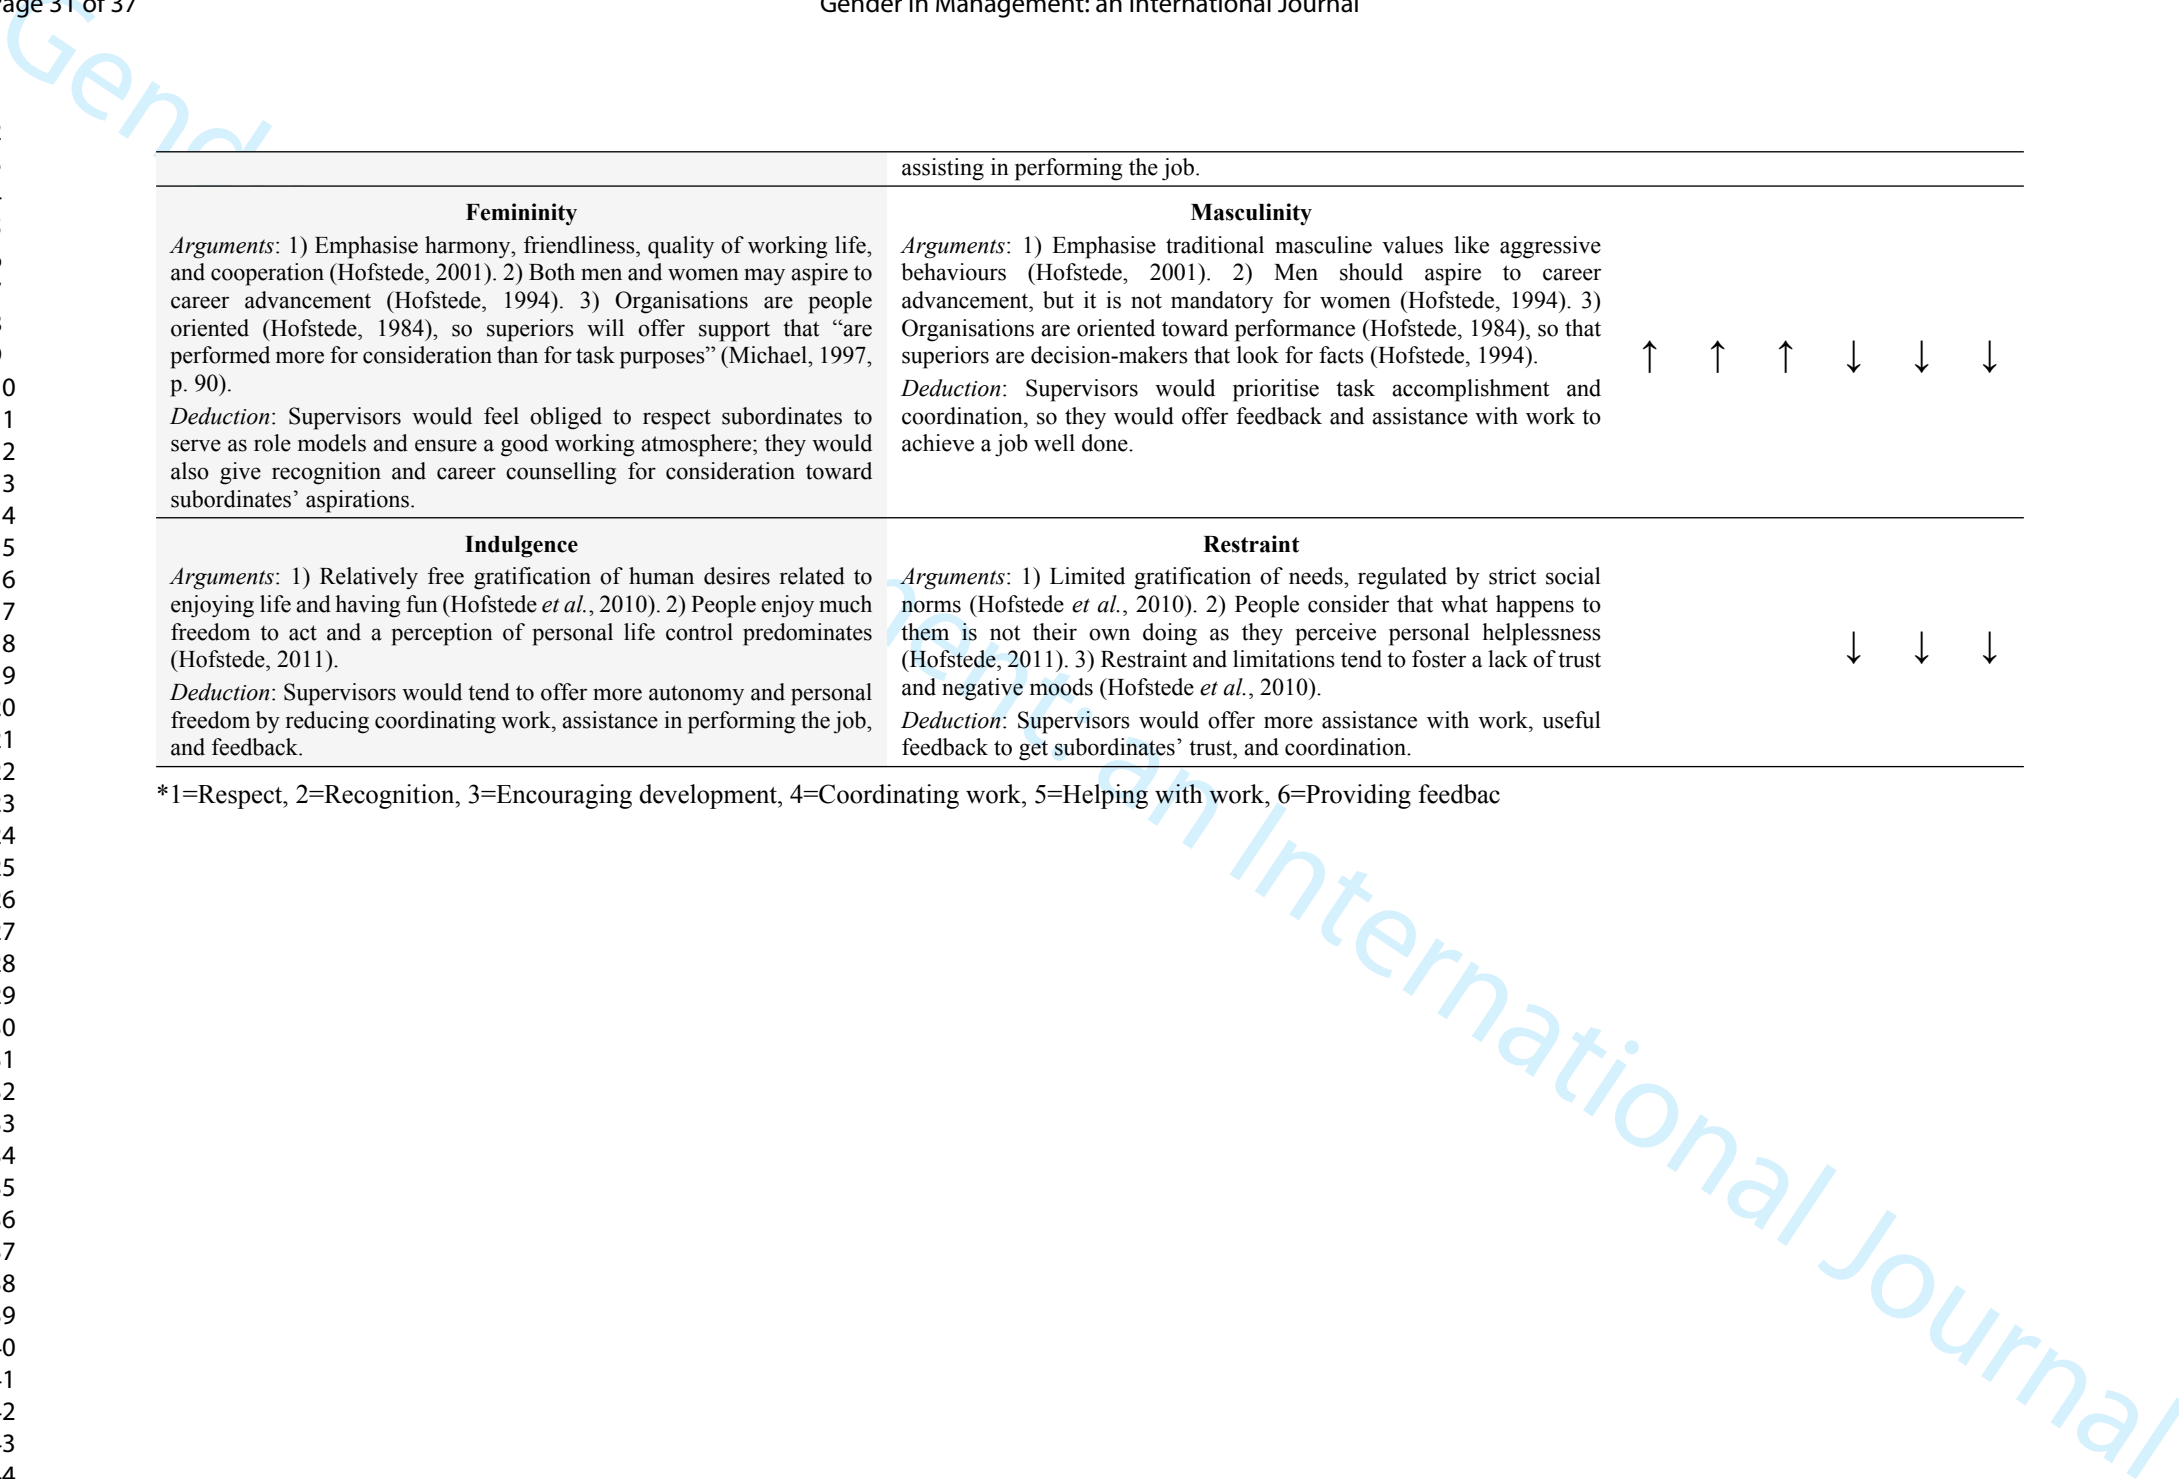 Page 31 of 37
Gender in Management: an International Journal
assisting in performing the job.
Femininity
Arguments: 1) Emphasise harmony, friendliness, quality of working life,
and cooperation (Hofstede, 2001). 2) Both men and women may aspire to
career advancement (Hofstede, 1994). 3) Organisations are people
oriented (Hofstede, 1984), so superiors will offer support that “are
performed more for consideration than for task purposes” (Michael, 1997,
p. 90).
Deduction: Supervisors would feel obliged to respect subordinates to
serve as role models and ensure a good working atmosphere; they would
also give recognition and career counselling for consideration toward
subordinates’ aspirations.
Masculinity
Arguments: 1) Emphasise traditional masculine values like aggressive
behaviours (Hofstede, 2001). 2) Men should aspire to career
advancement, but it is not mandatory for women (Hofstede, 1994). 3)
Organisations are oriented toward performance (Hofstede, 1984), so that
superiors are decision-makers that look for facts (Hofstede, 1994).
Deduction: Supervisors would prioritise task accomplishment and
coordination, so they would offer feedback and assistance with work to
achieve a job well done.
↑ ↑ ↑ ↓ ↓ ↓
Indulgence
Arguments: 1) Relatively free gratification of human desires related to
enjoying life and having fun (Hofstede et al., 2010). 2) People enjoy much
freedom to act and a perception of personal life control predominates
(Hofstede, 2011).
Deduction: Supervisors would tend to offer more autonomy and personal
freedom by reducing coordinating work, assistance in performing the job,
and feedback.
Restraint
Arguments: 1) Limited gratification of needs, regulated by strict social
norms (Hofstede et al., 2010). 2) People consider that what happens to
them is not their own doing as they perceive personal helplessness
(Hofstede, 2011). 3) Restraint and limitations tend to foster a lack of trust
and negative moods (Hofstede et al., 2010).
Deduction: Supervisors would offer more assistance with work, useful
feedback to get subordinates’ trust, and coordination.
↓ ↓ ↓
*1=Respect, 2=Recognition, 3=Encouraging development, 4=Coordinating work, 5=Helping with work, 6=Providing feedbac